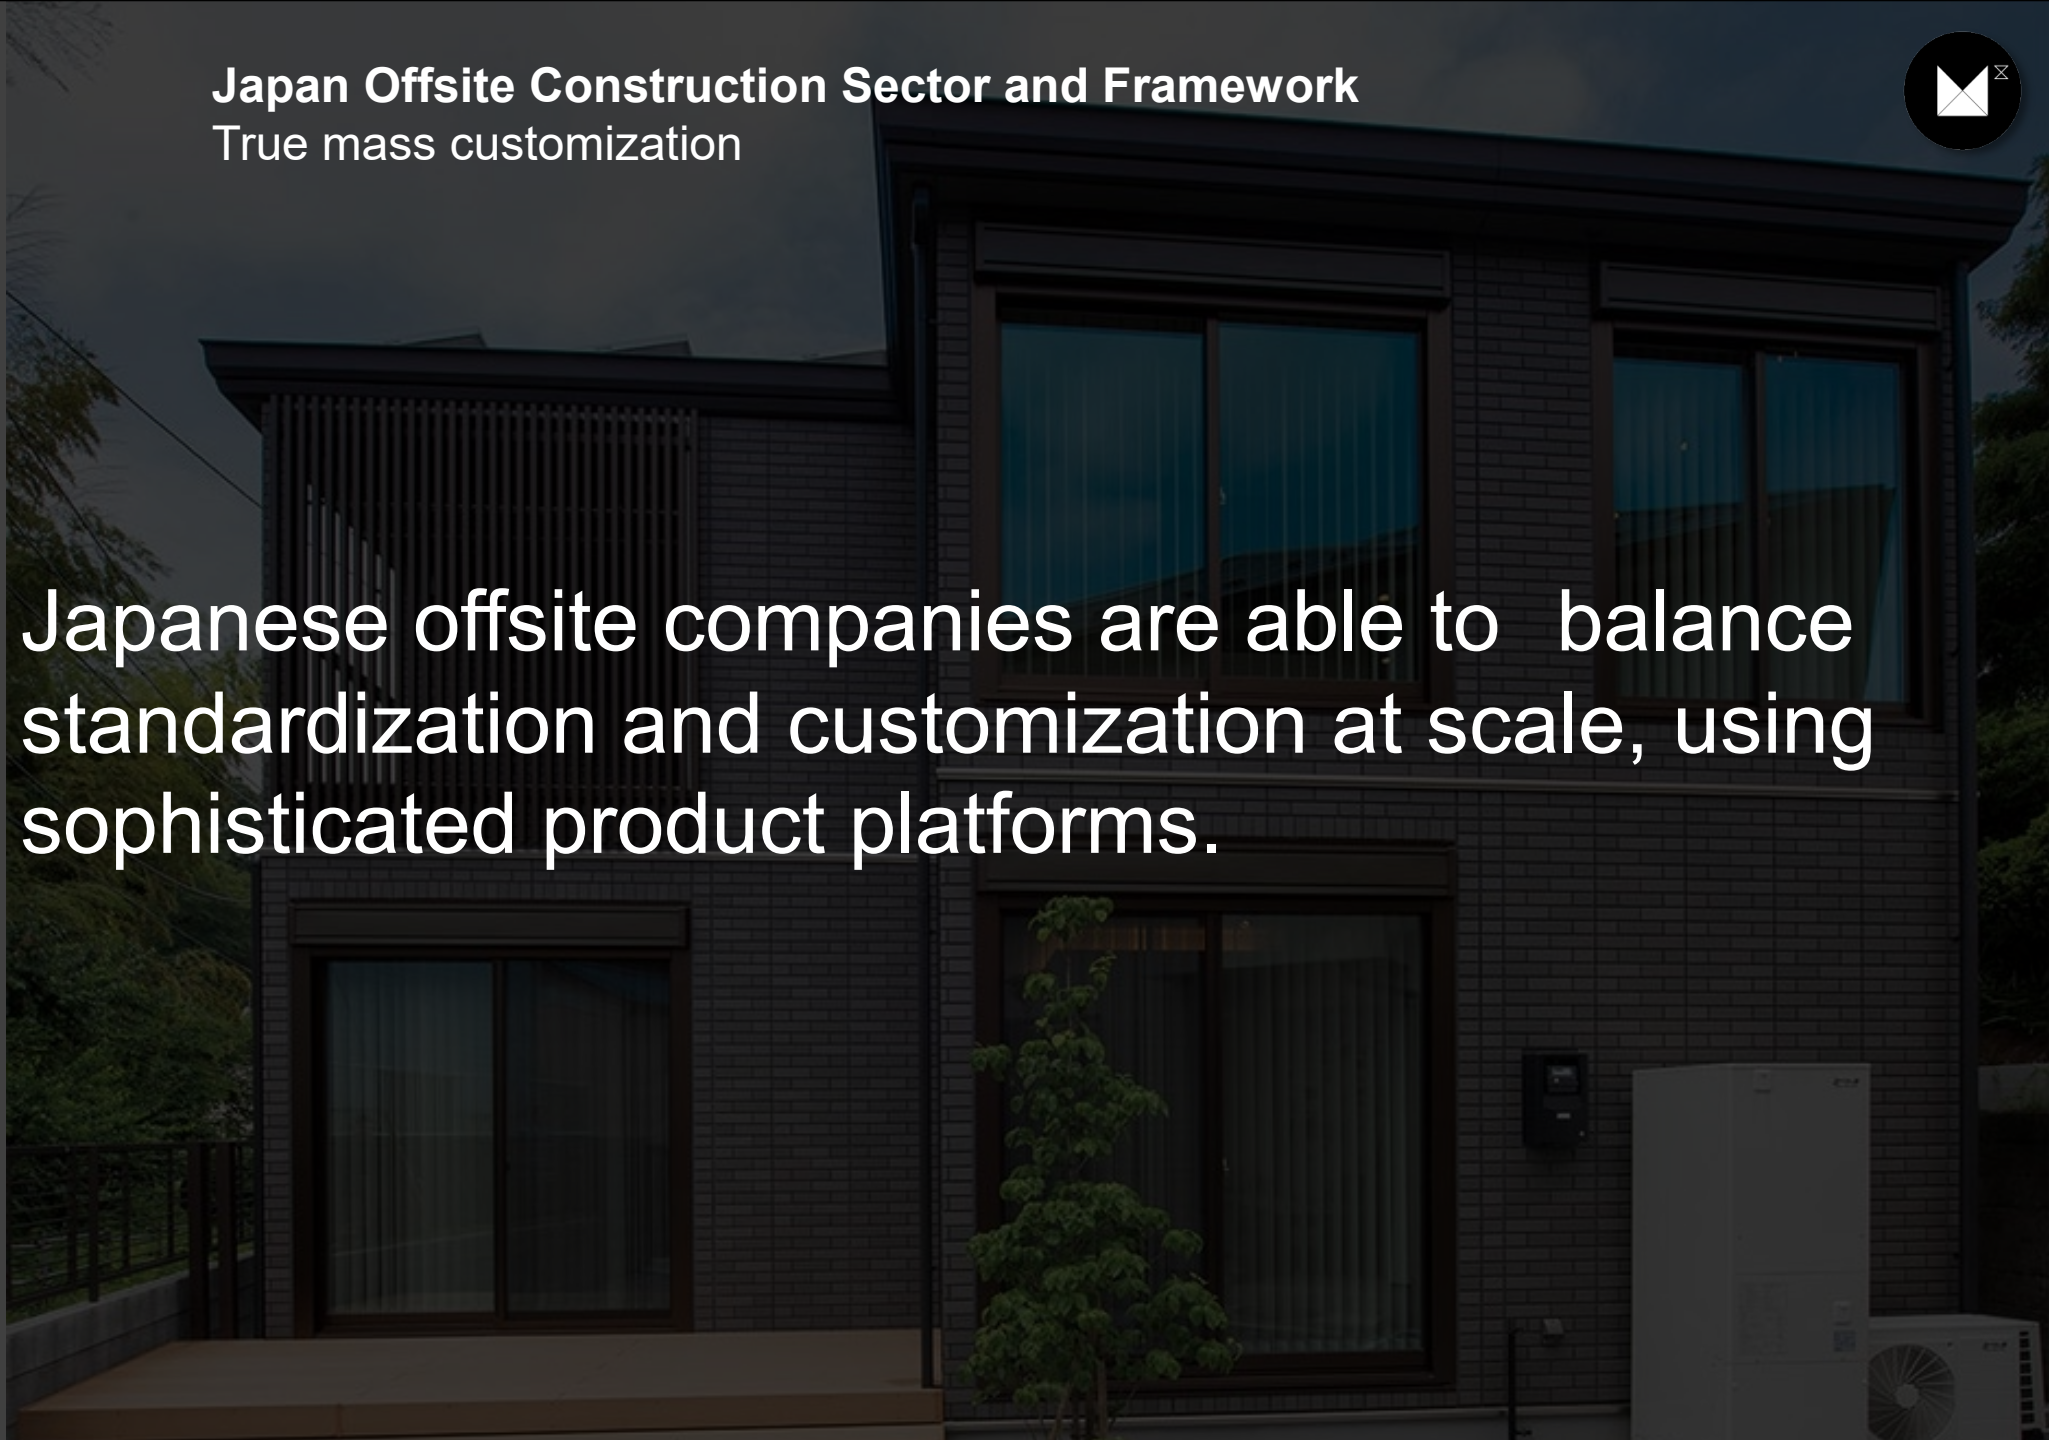 Japan Offsite Construction Sector and Framework
True mass customization
Japanese offsite companies are able to balance
standardization and customization at scale, using
sophisticated product platforms.